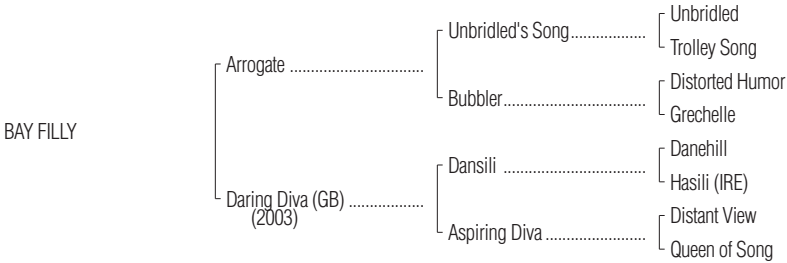 Unbridled
Unbridled's Song..................
Trolley Song
Arrogate ...............................
Distorted Humor
Bubbler.................................
Grechelle
BAY FILLY
Danehill
Dansili .................................
Hasili (IRE)
Daring Diva (GB) ..................
(2003)
Distant View
Aspiring Diva........................
Queen of Song